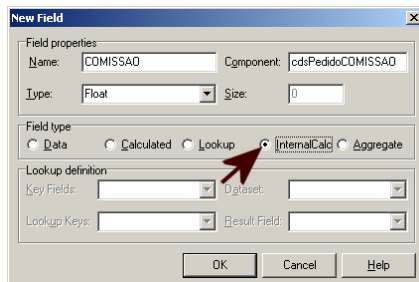 New Field
Field properties
Name: COMISSAO Component: cdsPedidoCOMISSAO
Type: Float Size: 0
Field type
Data Calculated Lookup InternalCalc Aggregate
Lookup definition
Key Fields: Dataset:
Lookup Keys: Result Field:
OK Cancel Help